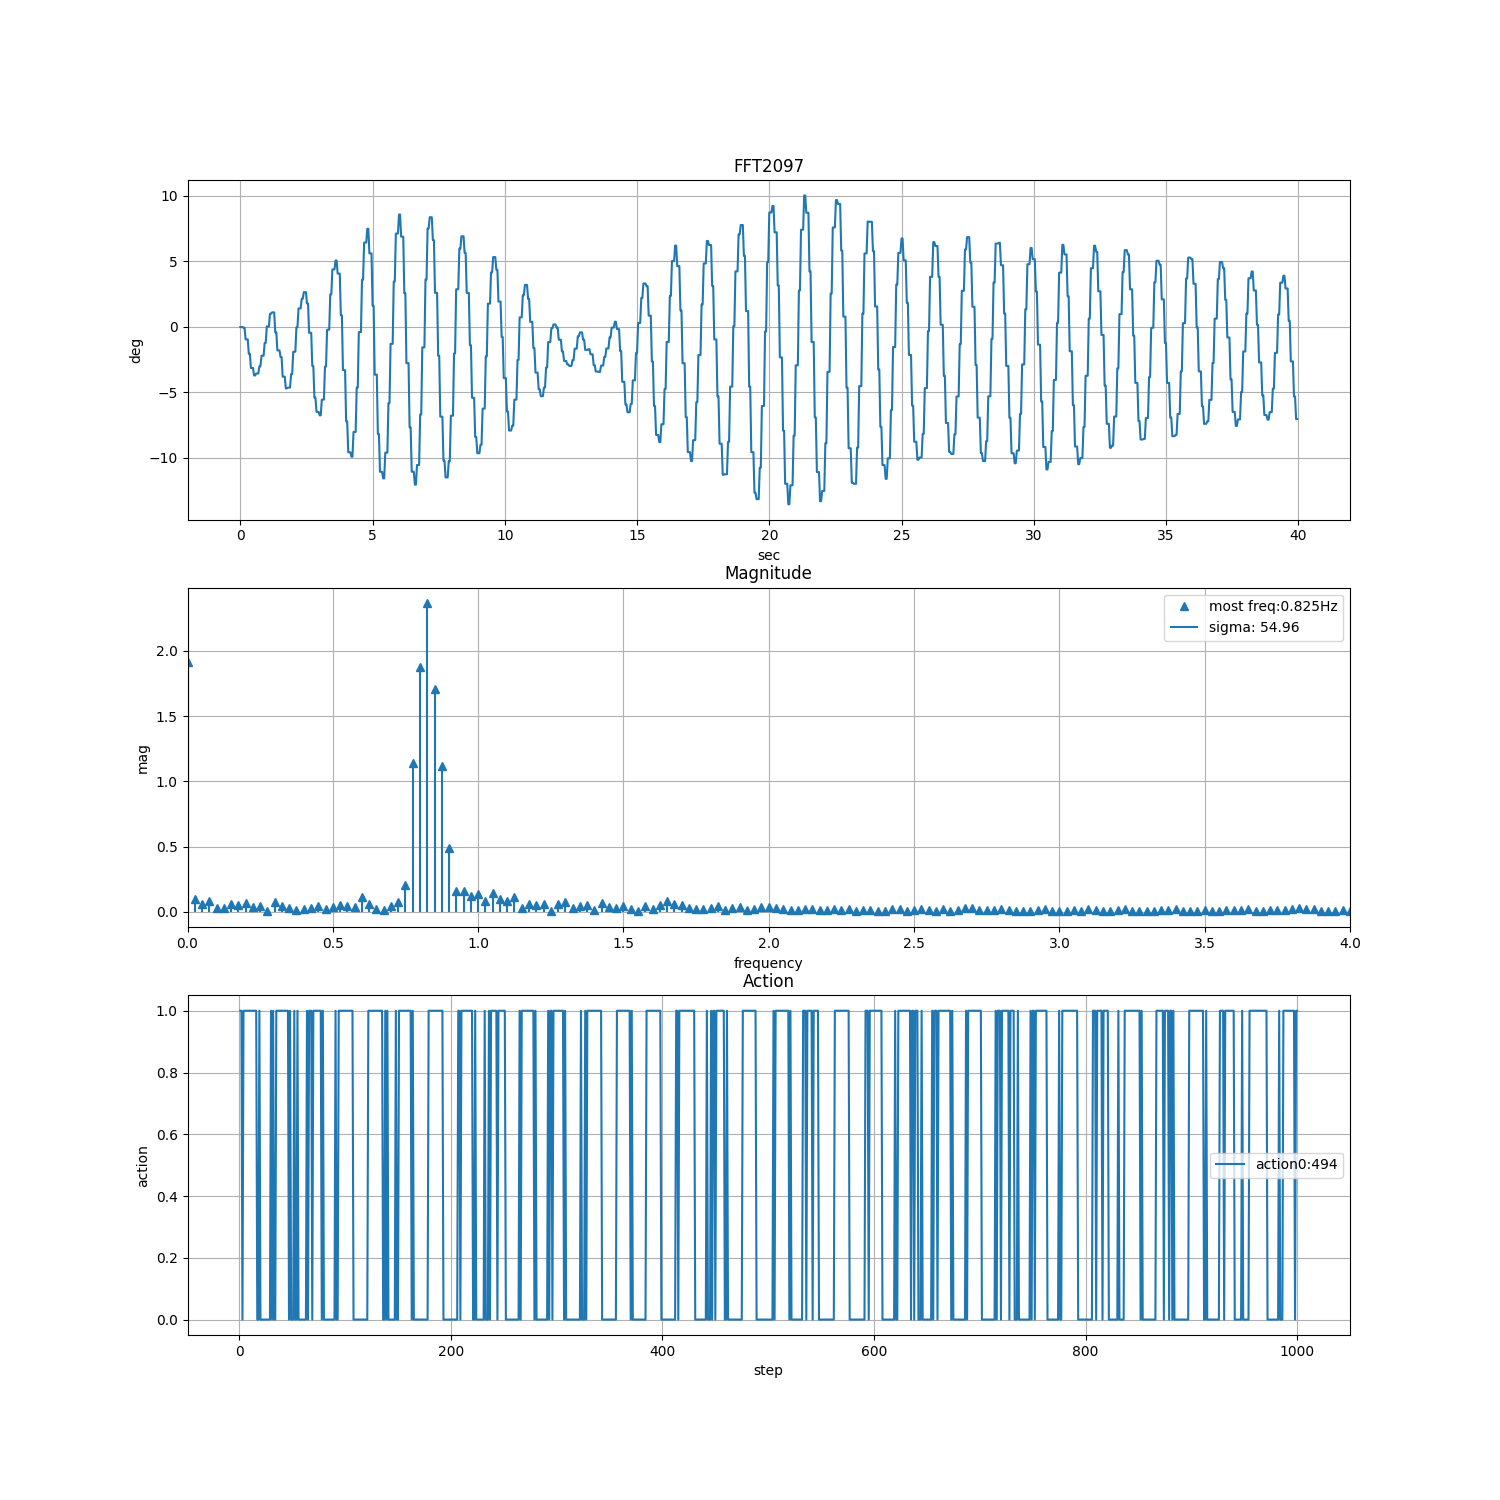 FFT2097
10
5
0
−5
−10
deg
0 5 10 15 20 25 30 35 40
sec
Magnitude
most freq:0.825Hz
sigma: 54.96
2.0
1.5
1.0
0.5
0.0
mag
0.0 0.5 1.0 1.5 2.0 2.5 3.0 3.5 4.0
frequency
Action
1.0
0.8
0.6
0.4
0.2
0.0
action
action0:494
0 200 400 600 800 1000
step